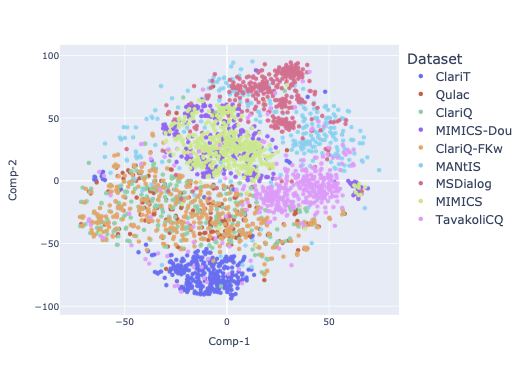 Dataset
ClariT
Qulac
ClariQ
MIMICS-Dou
ClariQ-FKw
MANtIS
MSDialog
MIMICS
TavakoliCQ
100
50
0
−50
−100
−50
0
50
Comp-2
Comp-1